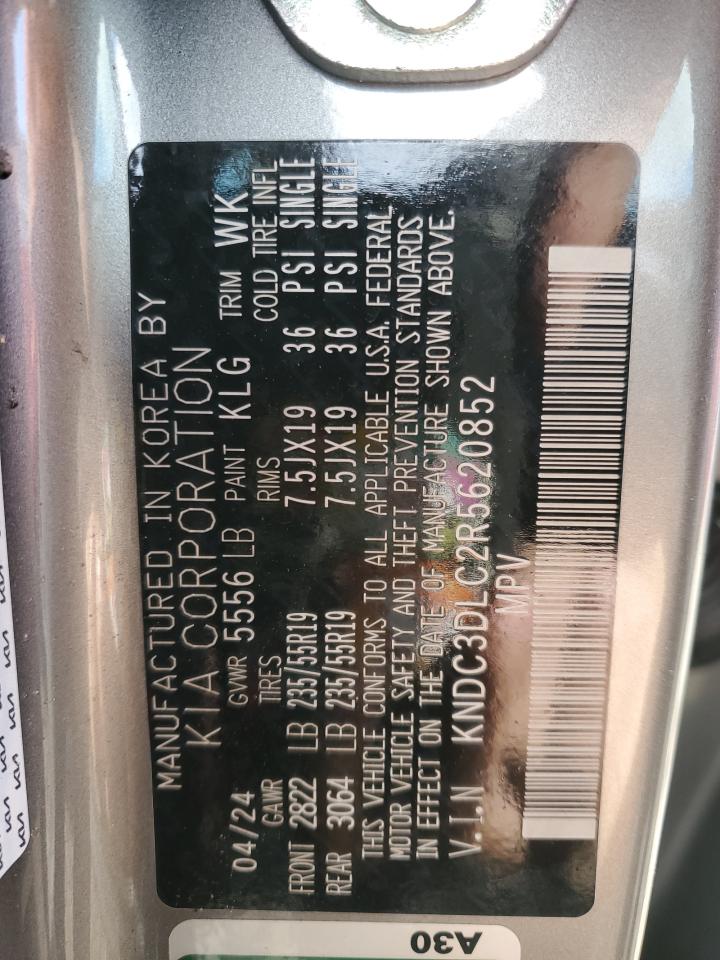 MANUFACTURED IN KOREA BY
KIA CORPORATION
04/24 GVWR 5556 LB PAINT KLG TRIM WK
GAWR TIRES RIMS COLD TIRE INFL
FRONT 2822 LB 235/55R19 7.5JX19 36 PSI SINGLE
REAR 3064 LB 235/55R19 7.5JX19 36 PSI SINGLE
THIS VEHICLE CONFORMS TO ALL APPLICABLE U.S.A. FEDERAL
MOTOR VEHICLE SAFETY AND THEFT PREVENTION STANDARDS
IN EFFECT ON THE DATE OF MANUFACTURE SHOWN ABOVE.
V.I.N KNDC3DLC2R5620852
MPV
A30